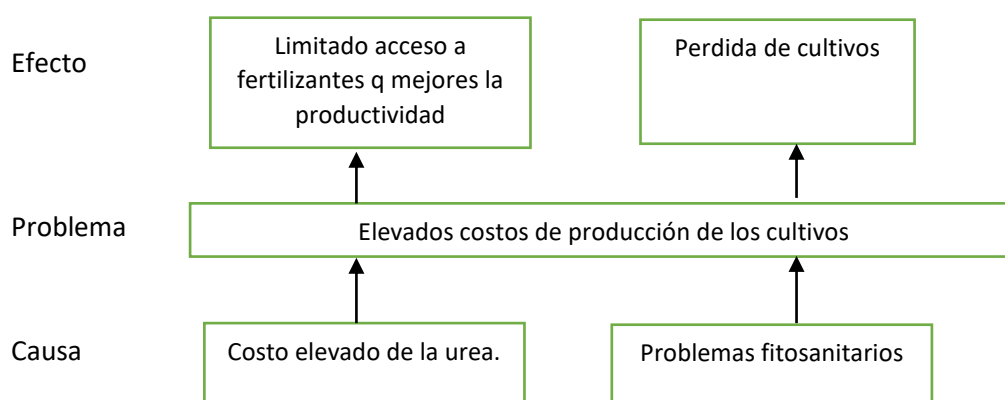 Efecto
Limitado acceso a
fertilizantes q mejores la
productividad
Perdida de cultivos
Problema
Elevados costos de producción de los cultivos
Causa
Costo elevado de la urea.
Problemas fitosanitarios